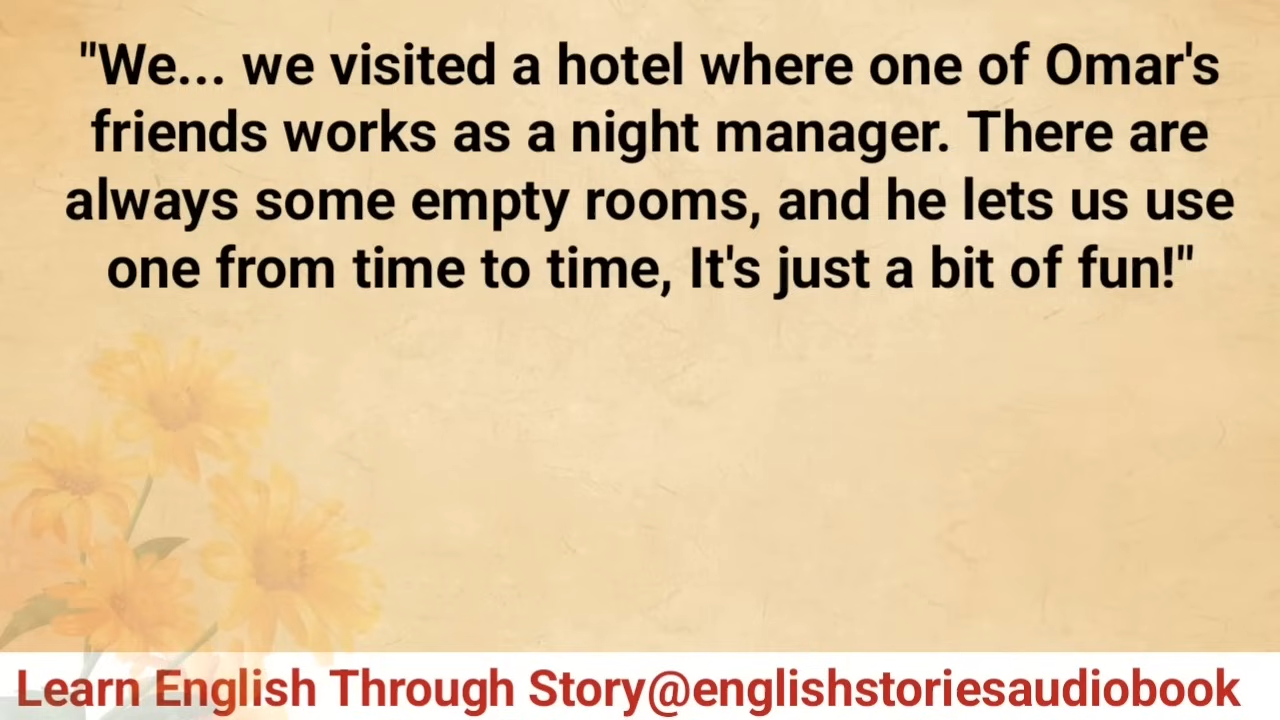 "We... we visited a hotel where one of Omar's
friends works as a night manager. There are
always some empty rooms, and he lets us use
one from time to time, It's just a bit of fun!"
Learn English Through Story@englishstoriesaudiobook